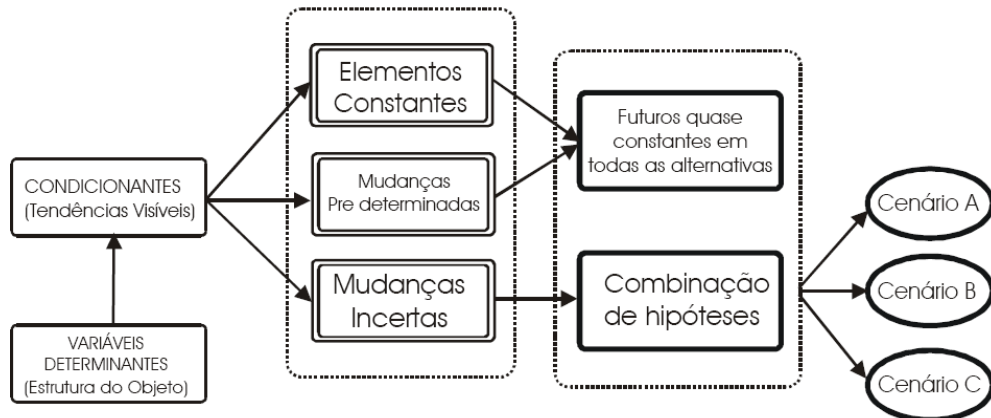 CONDICIONANTES
(Tendências Visíveis)
VARIÁVEIS
DETERMINANTES
(Estrutura do Objeto)
Elementos
Constantes
Mudanças
Pre determinadas
Mudanças
Incertas
Futuros quase
constantes em
todas as alternativas
Combinação
de hipóteses
Cenário A
Cenário B
Cenário C